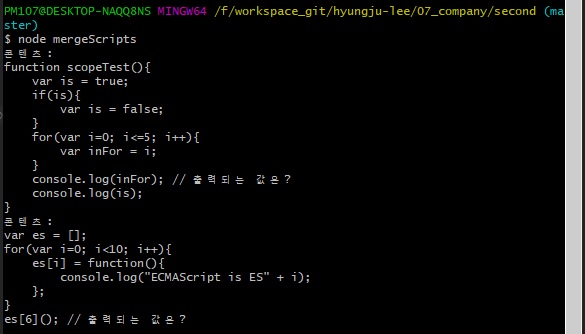 PM107@DESKTOP-NAQQ8NS MINGW64 /f/workspace_git/hyungju-lee/07_company/second (ma
ster)
$ node mergeScripts
콘텐츠 :
function scopeTest(){
    var is = true;
    if(is){
        var is = false;
    }
    for(var i=0; i<=5; i++){
        var inFor = i;
    }
    console.log(inFor); // 출력되는 값은?
    console.log(is);
}
콘텐츠 :
var es = [];
for(var i=0; i<10; i++){
    es[i] = function(){
        console.log("ECMAScript is ES" + i);
    };
}
es[6](); // 출력되는 값은?